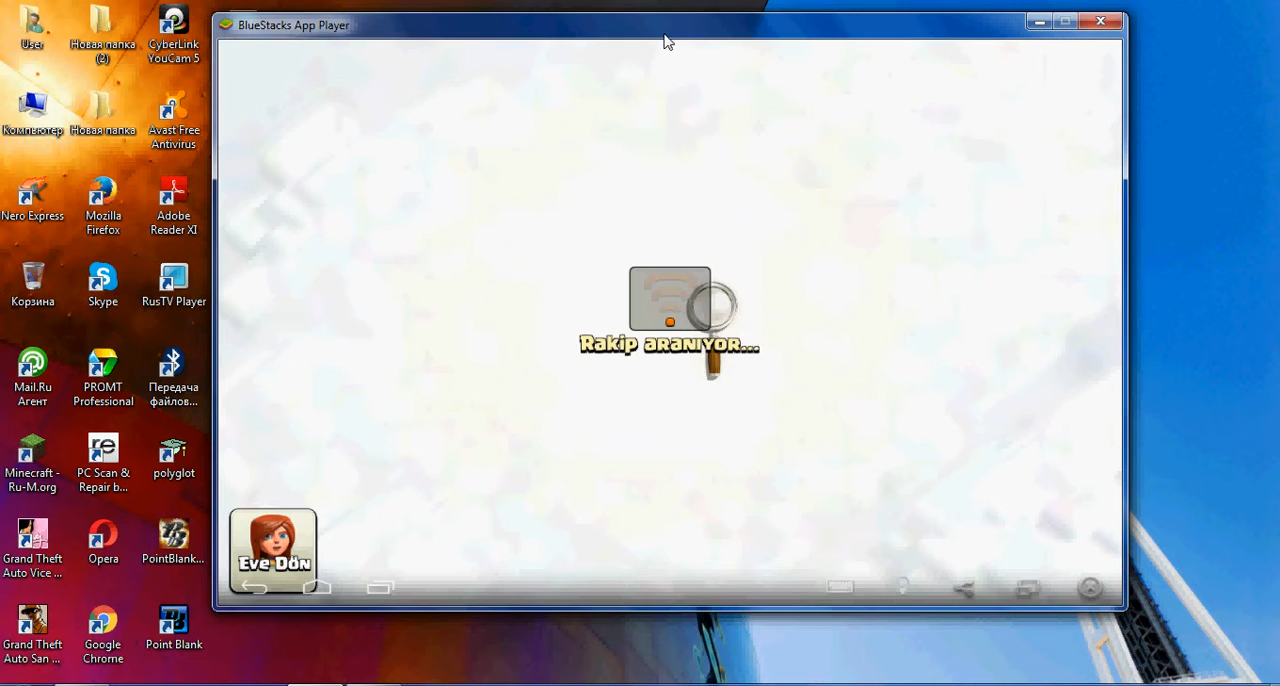 BlueStacks App Player
User
Новая папка
(2)
CyberLink
YouCam 5
Компьютер
Новая папка
Avast Free
Antivirus
Nero Express
Mozilla
Firefox
Adobe
Reader XI
Корзина
Skype
RusTV Player
Mail.Ru
Агент
PROMT
Professional
Передача
файлов...
Minecraft -
Ru-M.org
re
PC Scan &
Repair b...
polyglot
Grand Theft
Auto Vice ...
Opera
PointBlank...
Grand Theft
Auto San ...
Google
Chrome
Point Blank
Rakip aranıyor...
Eve Dön